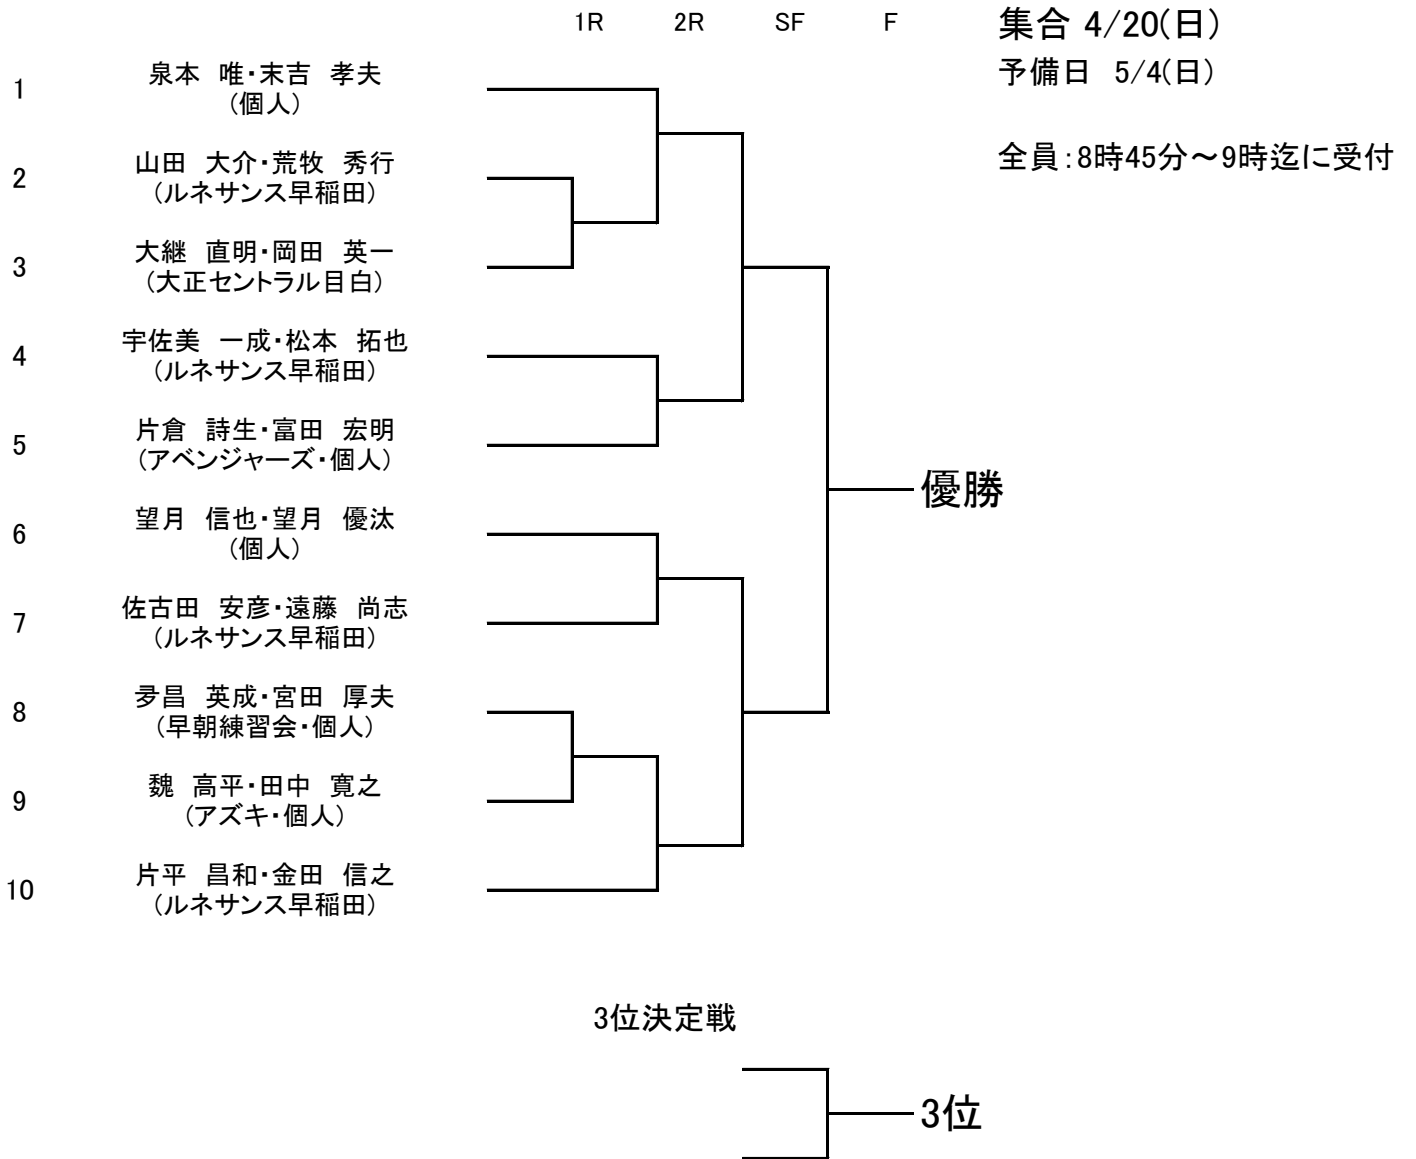 1R 2R SF F
集合 4/20(日)
予備日 5/4(日)
全員:8時45分～9時迄に受付
1 泉本 唯・末吉 孝夫
(個人)
2 山田 大介・荒牧 秀行
(ルネサンス早稲田)
3 大継 直明・岡田 英一
(大正セントラル目白)
4 宇佐美 一成・松本 拓也
(ルネサンス早稲田)
5 片倉 詩生・富田 宏明
(アベンジャーズ・個人)
優勝
6 望月 信也・望月 優汰
(個人)
7 佐古田 安彦・遠藤 尚志
(ルネサンス早稲田)
8 昌 英成・宮田 厚夫
(早朝練習会・個人)
9 魏 高平・田中 寛之
(アズキ・個人)
10 片平 昌和・金田 信之
(ルネサンス早稲田)
3位決定戦
3位